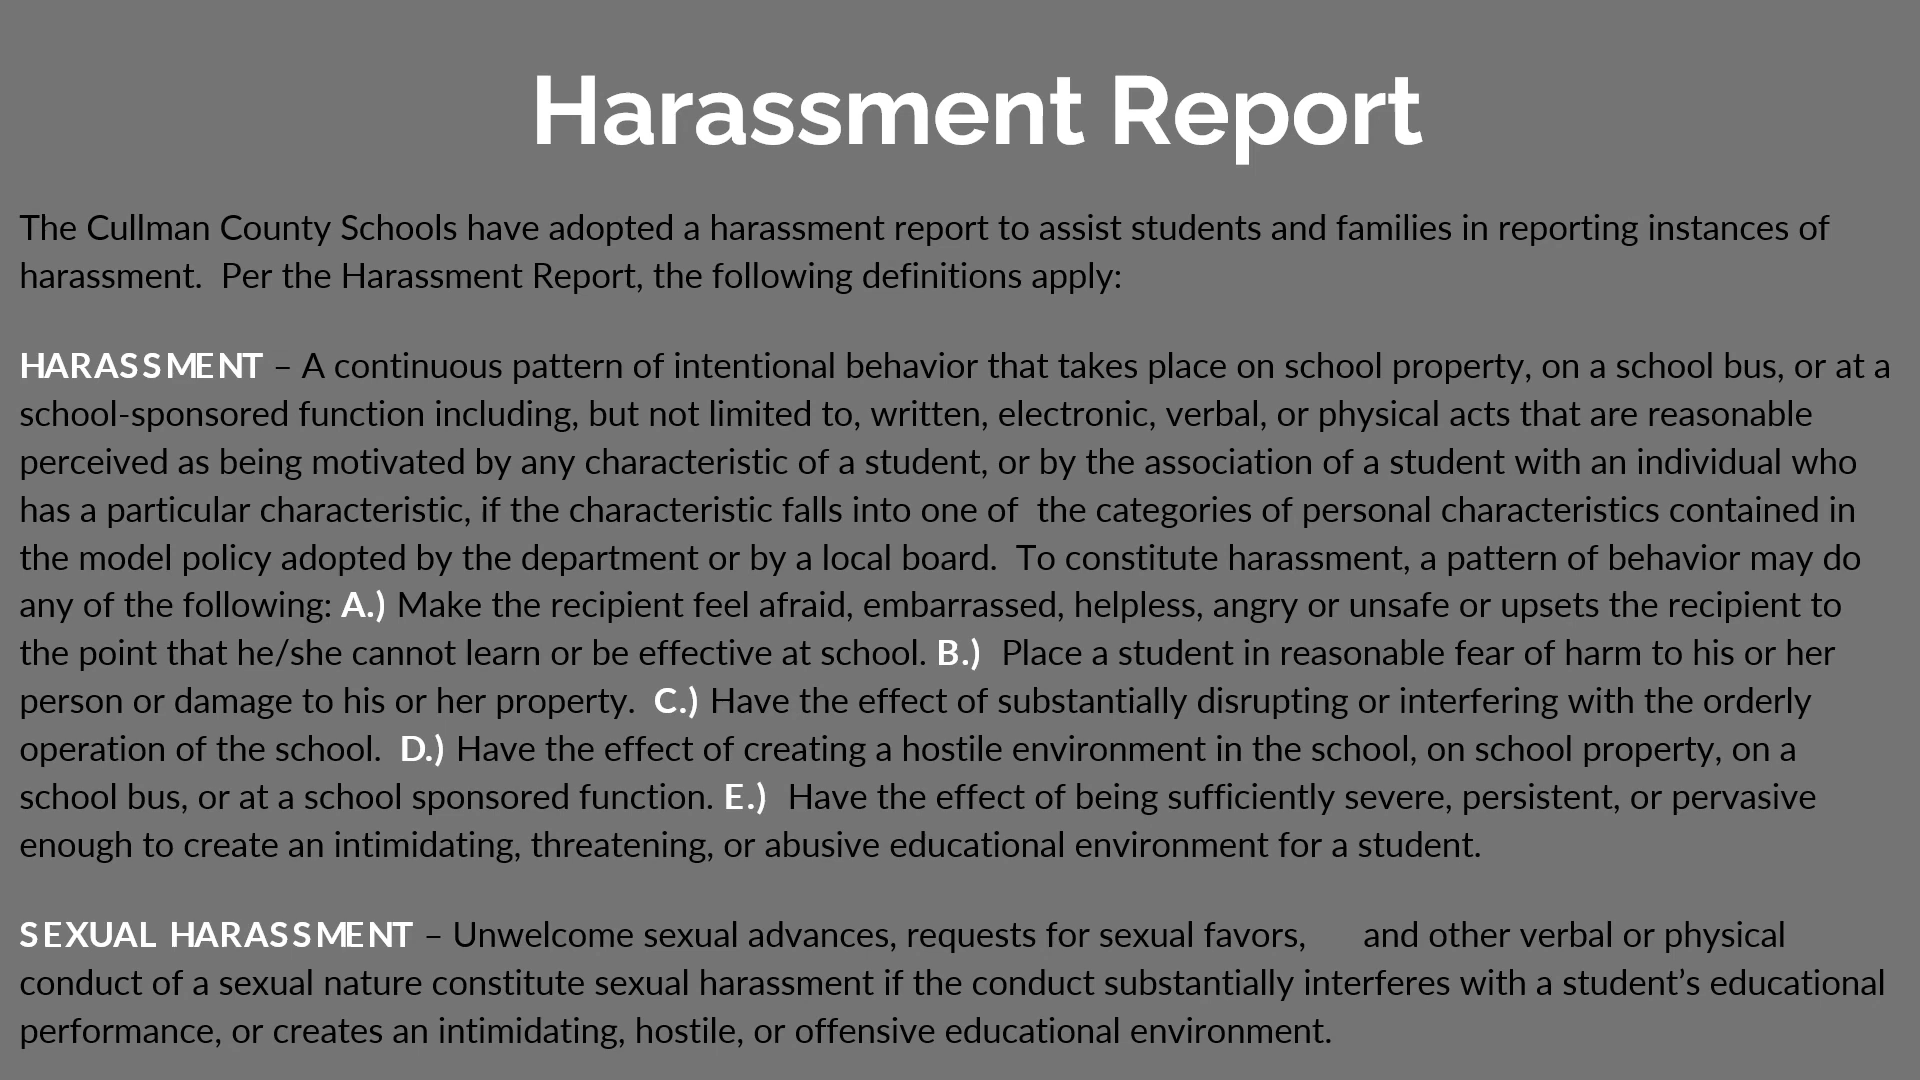 Harassment Report
The Cullman County Schools have adopted a harassment report to assist students and families in reporting instances of
harassment.  Per the Harassment Report, the following definitions apply:
HARASSMENT – A continuous pattern of intentional behavior that takes place on school property, on a school bus, or at a
school-sponsored function including, but not limited to, written, electronic, verbal, or physical acts that are reasonable
perceived as being motivated by any characteristic of a student, or by the association of a student with an individual who
has a particular characteristic, if the characteristic falls into one of  the categories of personal characteristics contained in
the model policy adopted by the department or by a local board.  To constitute harassment, a pattern of behavior may do
any of the following: A.) Make the recipient feel afraid, embarrassed, helpless, angry or unsafe or upsets the recipient to
the point that he/she cannot learn or be effective at school. B.)  Place a student in reasonable fear of harm to his or her
person or damage to his or her property.  C.) Have the effect of substantially disrupting or interfering with the orderly
operation of the school.  D.) Have the effect of creating a hostile environment in the school, on school property, on a
school bus, or at a school sponsored function. E.)  Have the effect of being sufficiently severe, persistent, or pervasive
enough to create an intimidating, threatening, or abusive educational environment for a student.
SEXUAL HARASSMENT – Unwelcome sexual advances, requests for sexual favors,      and other verbal or physical
conduct of a sexual nature constitute sexual harassment if the conduct substantially interferes with a student’s educational
performance, or creates an intimidating, hostile, or offensive educational environment.